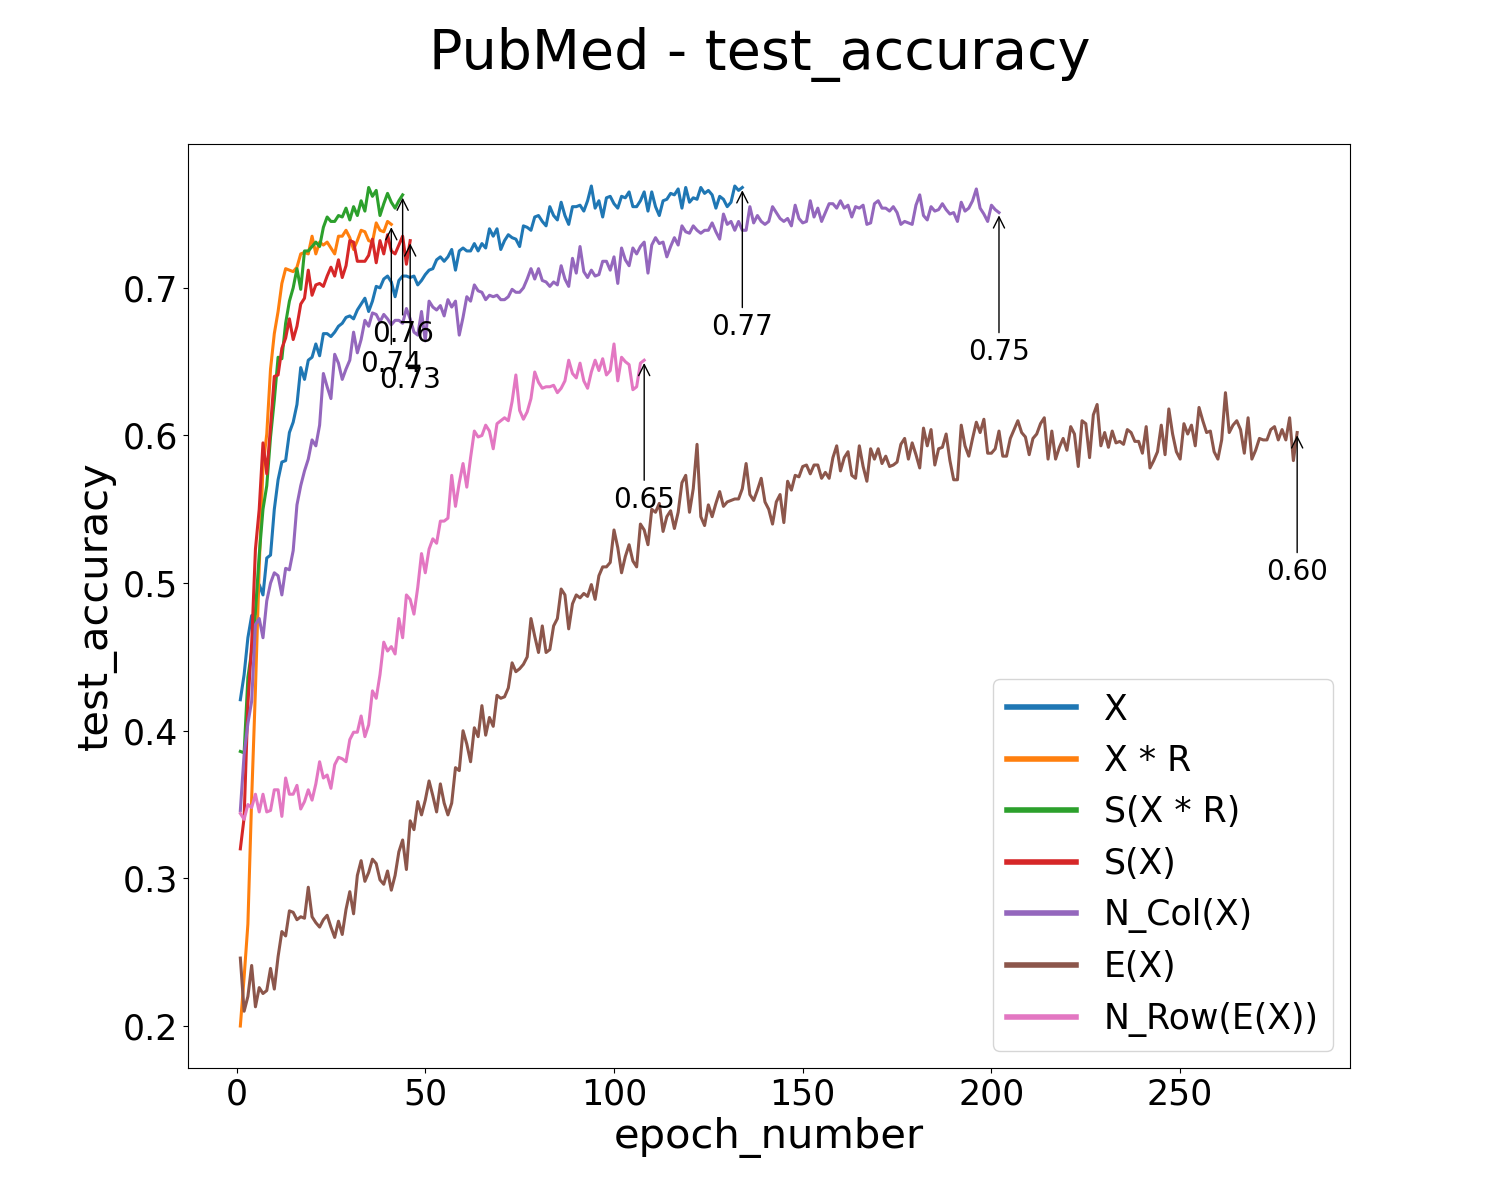 PubMed - test_accuracy
test_accuracy
0.7
0.6
0.5
0.4
0.3
0.2
0.76
0.74
0.73
0.77
0.75
0.65
0.60
X
X * R
S(X * R)
S(X)
N_Col(X)
E(X)
N_Row(E(X))
0 50 100 150 200 250
epoch_number